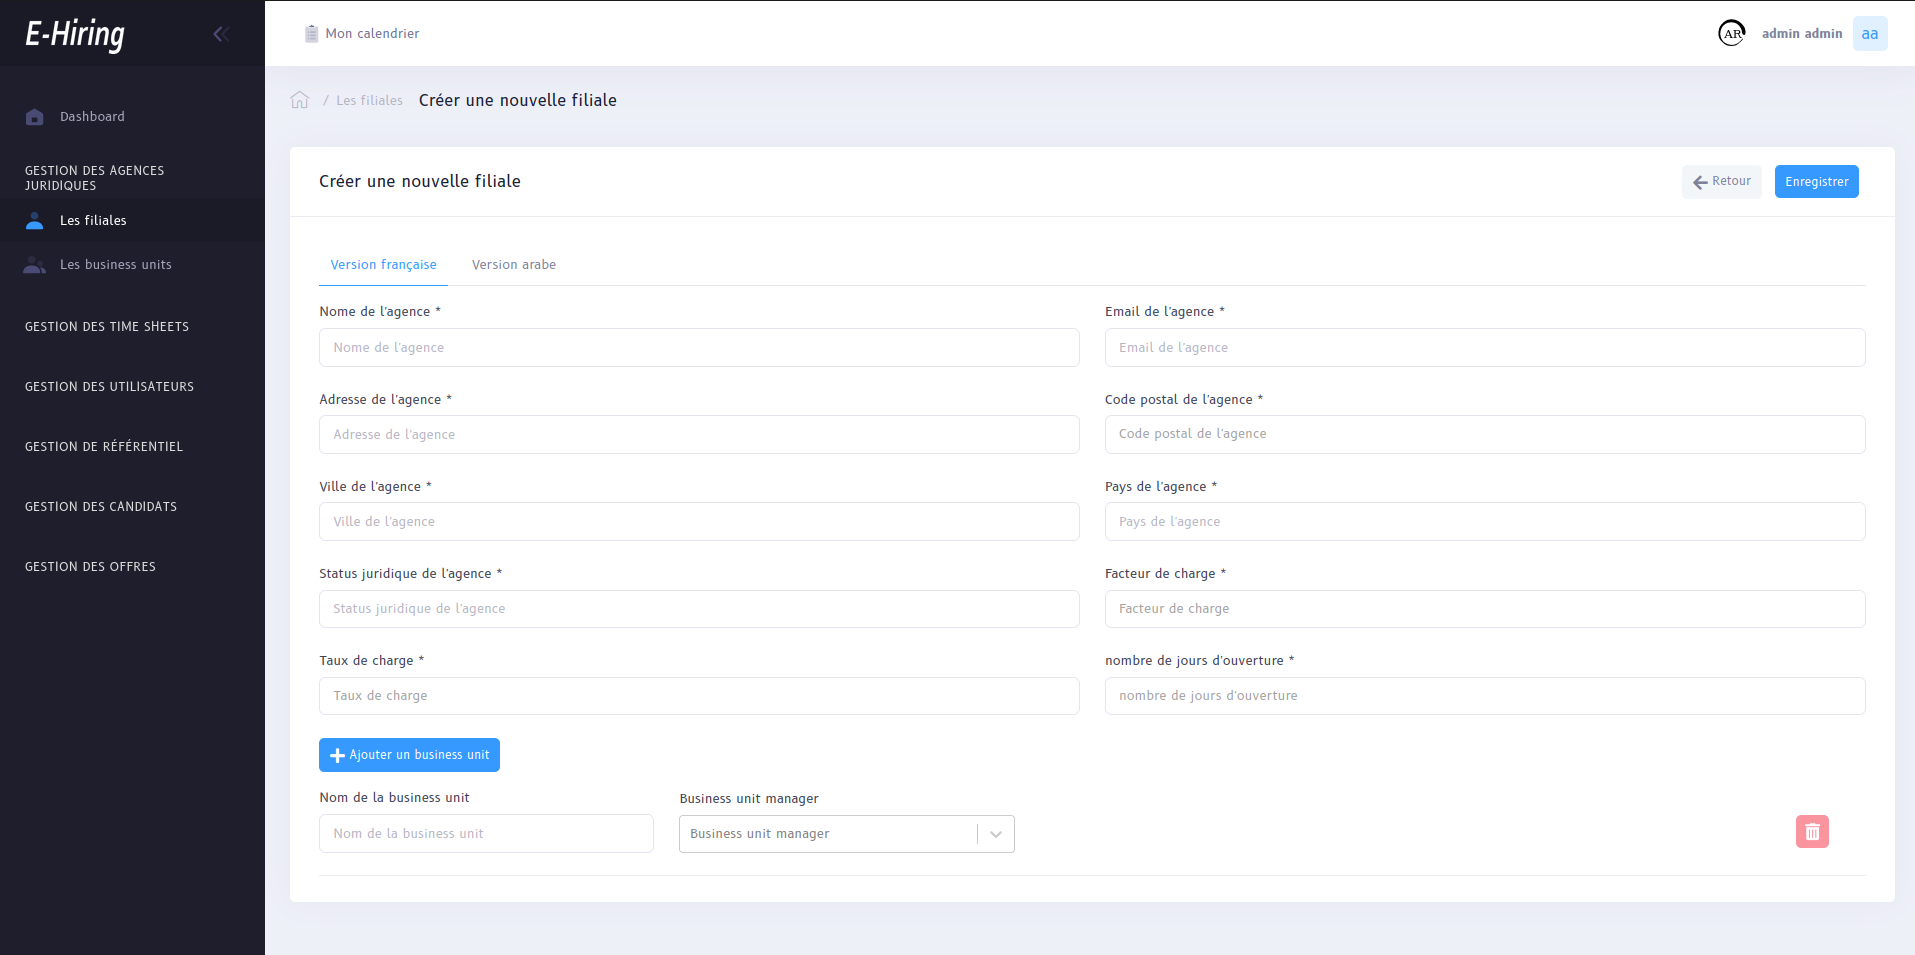 E-Hiring
Mon calendrier
AR
admin admin
aa
Dashboard
GESTION DES AGENCES
JURIDIQUES
Les filiales
Les business units
GESTION DES TIME SHEETS
GESTION DES UTILISATEURS
GESTION DE RÉFÉRENTIEL
GESTION DES CANDIDATS
GESTION DES OFFRES
/ Les filiales Créer une nouvelle filiale
Créer une nouvelle filiale
Retour
Enregistrer
Version française
Version arabe
Nome de l'agence *
Email de l'agence *
Nome de l'agence
Email de l'agence
Adresse de l'agence *
Code postal de l'agence *
Adresse de l'agence
Code postal de l'agence
Ville de l'agence *
Pays de l'agence *
Ville de l'agence
Pays de l'agence
Status juridique de l'agence *
Facteur de charge *
Status juridique de l'agence
Facteur de charge
Taux de charge *
nombre de jours d'ouverture *
Taux de charge
nombre de jours d'ouverture
Ajouter un business unit
Nom de la business unit
Business unit manager
Nom de la business unit
Business unit manager